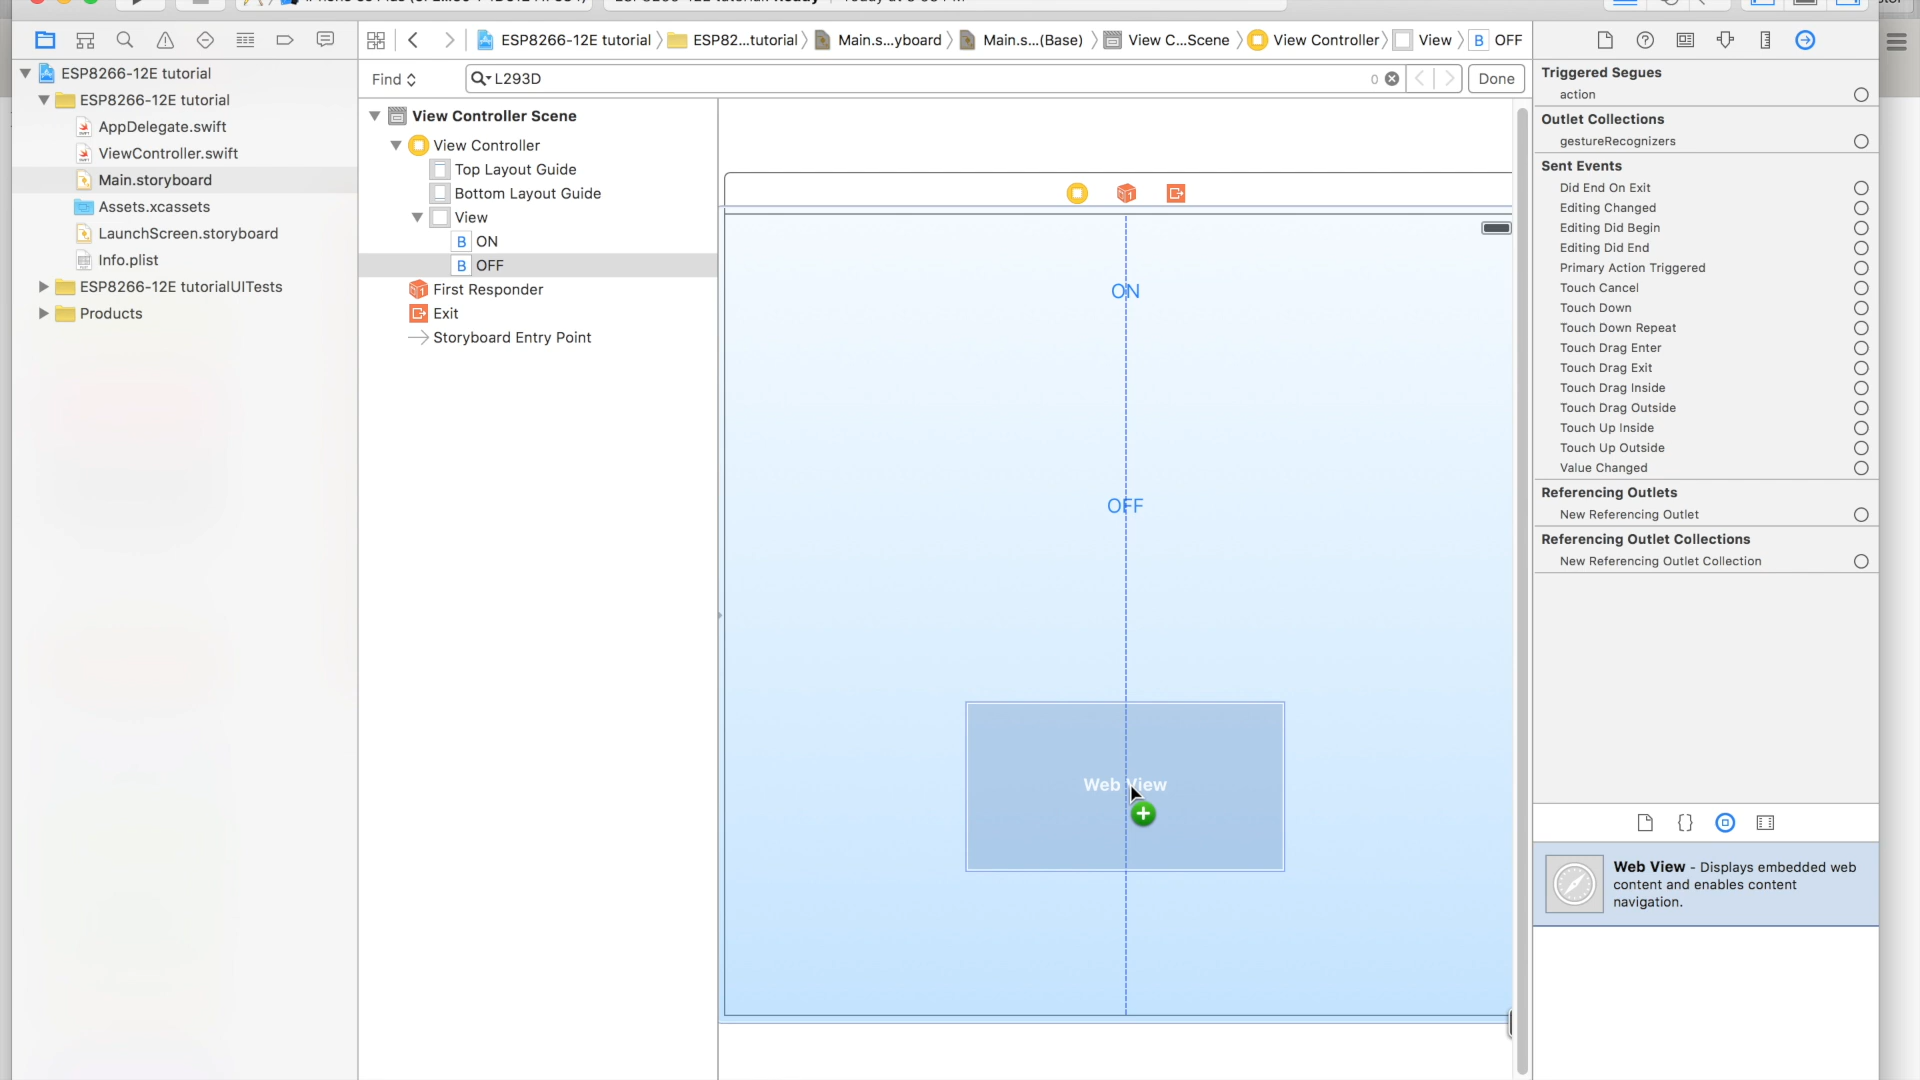 ESP8266-12E tutorial
ESP82...tutorial
Main.s...yboard
Main.s...(Base)
View C...Scene
View Controller
View
B OFF
Find
L293D
0
Done
ESP8266-12E tutorial
ESP8266-12E tutorial
AppDelegate.swift
ViewController.swift
Main.storyboard
Assets.xcassets
LaunchScreen.storyboard
Info.plist
ESP8266-12E tutorialUITests
Products
View Controller Scene
View Controller
Top Layout Guide
Bottom Layout Guide
View
B ON
B OFF
First Responder
Exit
Storyboard Entry Point
ON
OFF
Web View
Triggered Segues
action
Outlet Collections
gestureRecognizers
Sent Events
Did End On Exit
Editing Changed
Editing Did Begin
Editing Did End
Primary Action Triggered
Touch Cancel
Touch Down
Touch Down Repeat
Touch Drag Enter
Touch Drag Exit
Touch Drag Inside
Touch Drag Outside
Touch Up Inside
Touch Up Outside
Value Changed
Referencing Outlets
New Referencing Outlet
Referencing Outlet Collections
New Referencing Outlet Collection
{}
Web View - Displays embedded web
content and enables content
navigation.